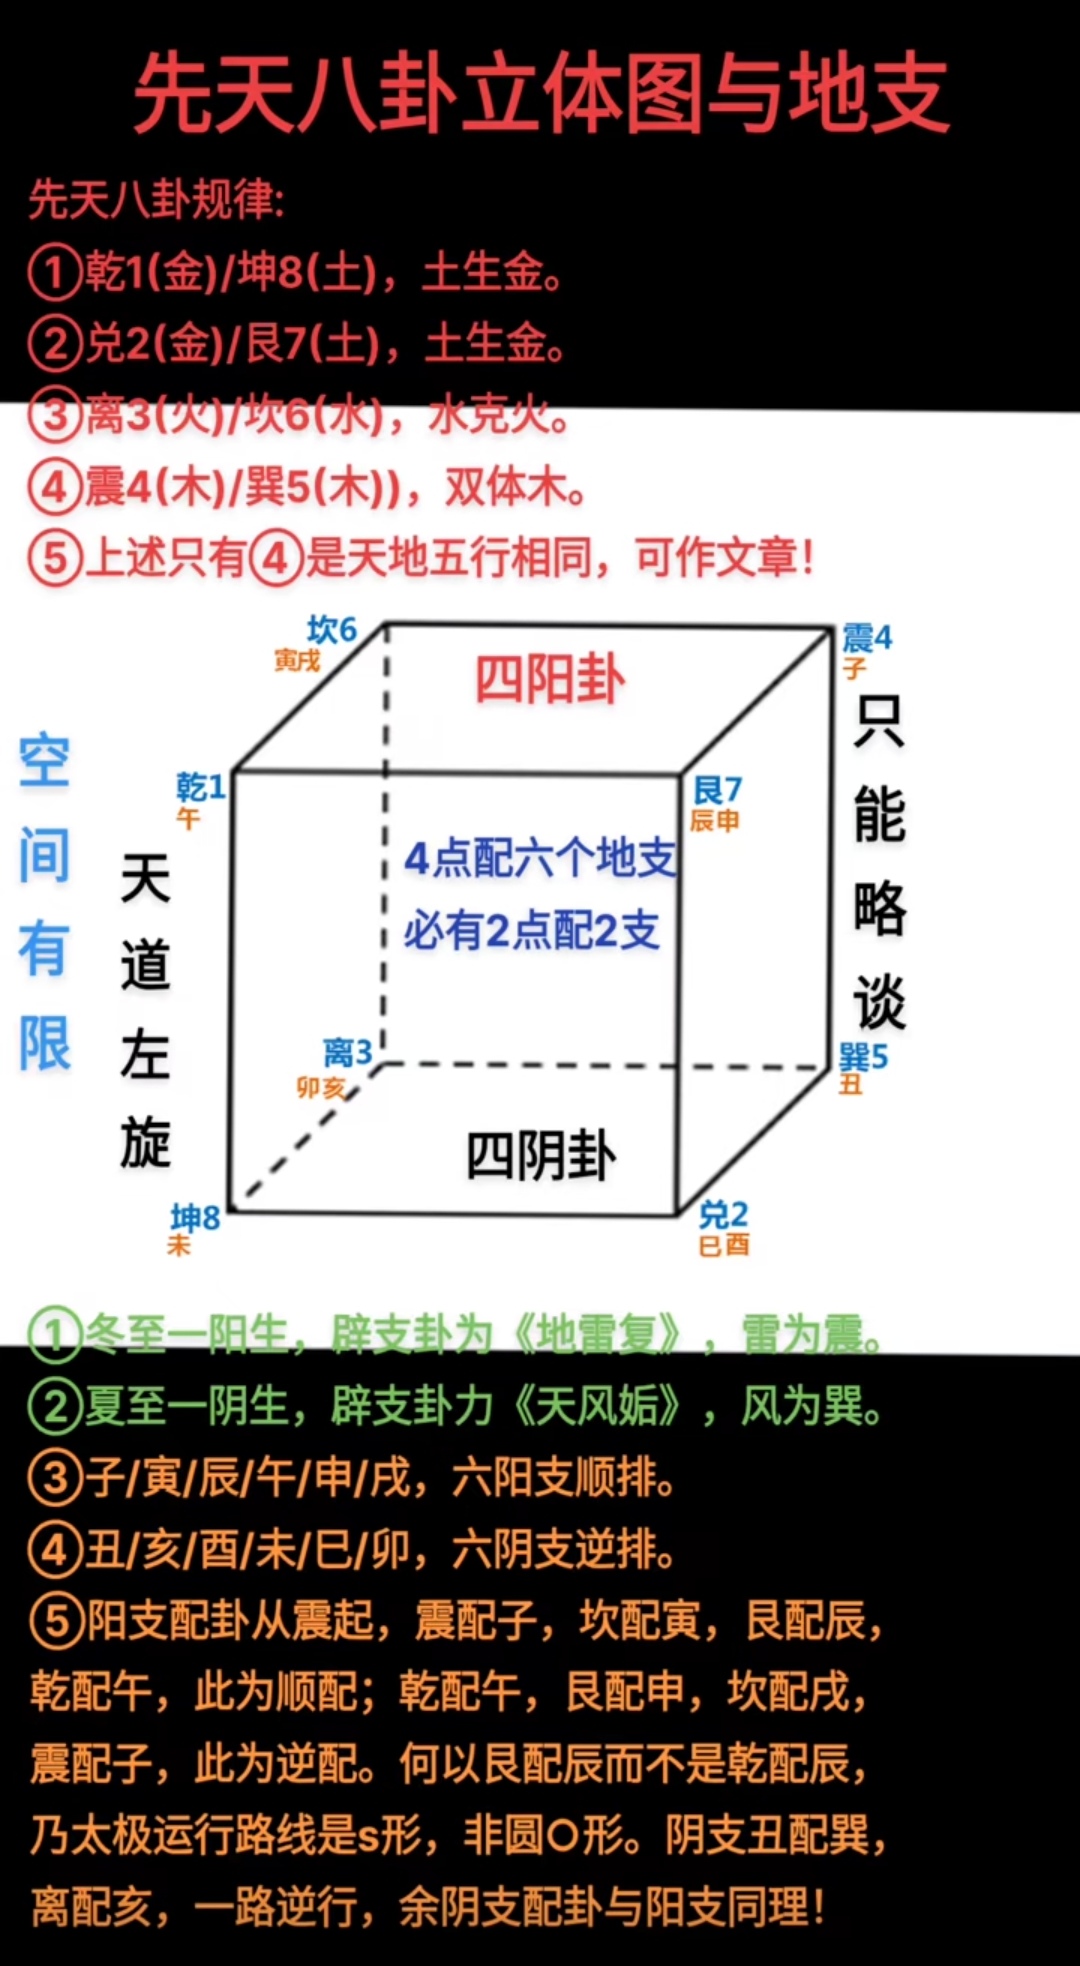 先天八卦立体图与地支
先天八卦规律:
①乾1(金)/坤8(土)，土生金。
②兑2(金)/艮7(土)，土生金。
③离3(火)/坎6(水)，水克火。
④震4(木)/巽5(木))，双体木。
⑤上述只有④是天地五行相同，可作文章！
坎6
寅戌
四阳卦
震4
子
乾1
午
艮7
辰申
4点配六个地支
必有2点配2支
空间有限
天道左旋
只能略谈
离3
卯亥
巽5
丑
四阴卦
坤8
未
兑2
巳酉
①冬至一阳生，辟支卦为《地雷复》，雷为震。
②夏至一阴生，辟支卦力《天风姤》，风为巽。
③子/寅/辰/午/申/戌，六阳支顺排。
④丑/亥/酉/未/巳/卯，六阴支逆排。
⑤阳支配卦从震起，震配子，坎配寅，艮配辰，
乾配午，此为顺配；乾配午，艮配申，坎配戌，
震配子，此为逆配。何以艮配辰而不是乾配辰，
乃太极运行路线是s形，非圆〇形。阴支丑配巽，
离配亥，一路逆行，余阴支配卦与阳支同理！